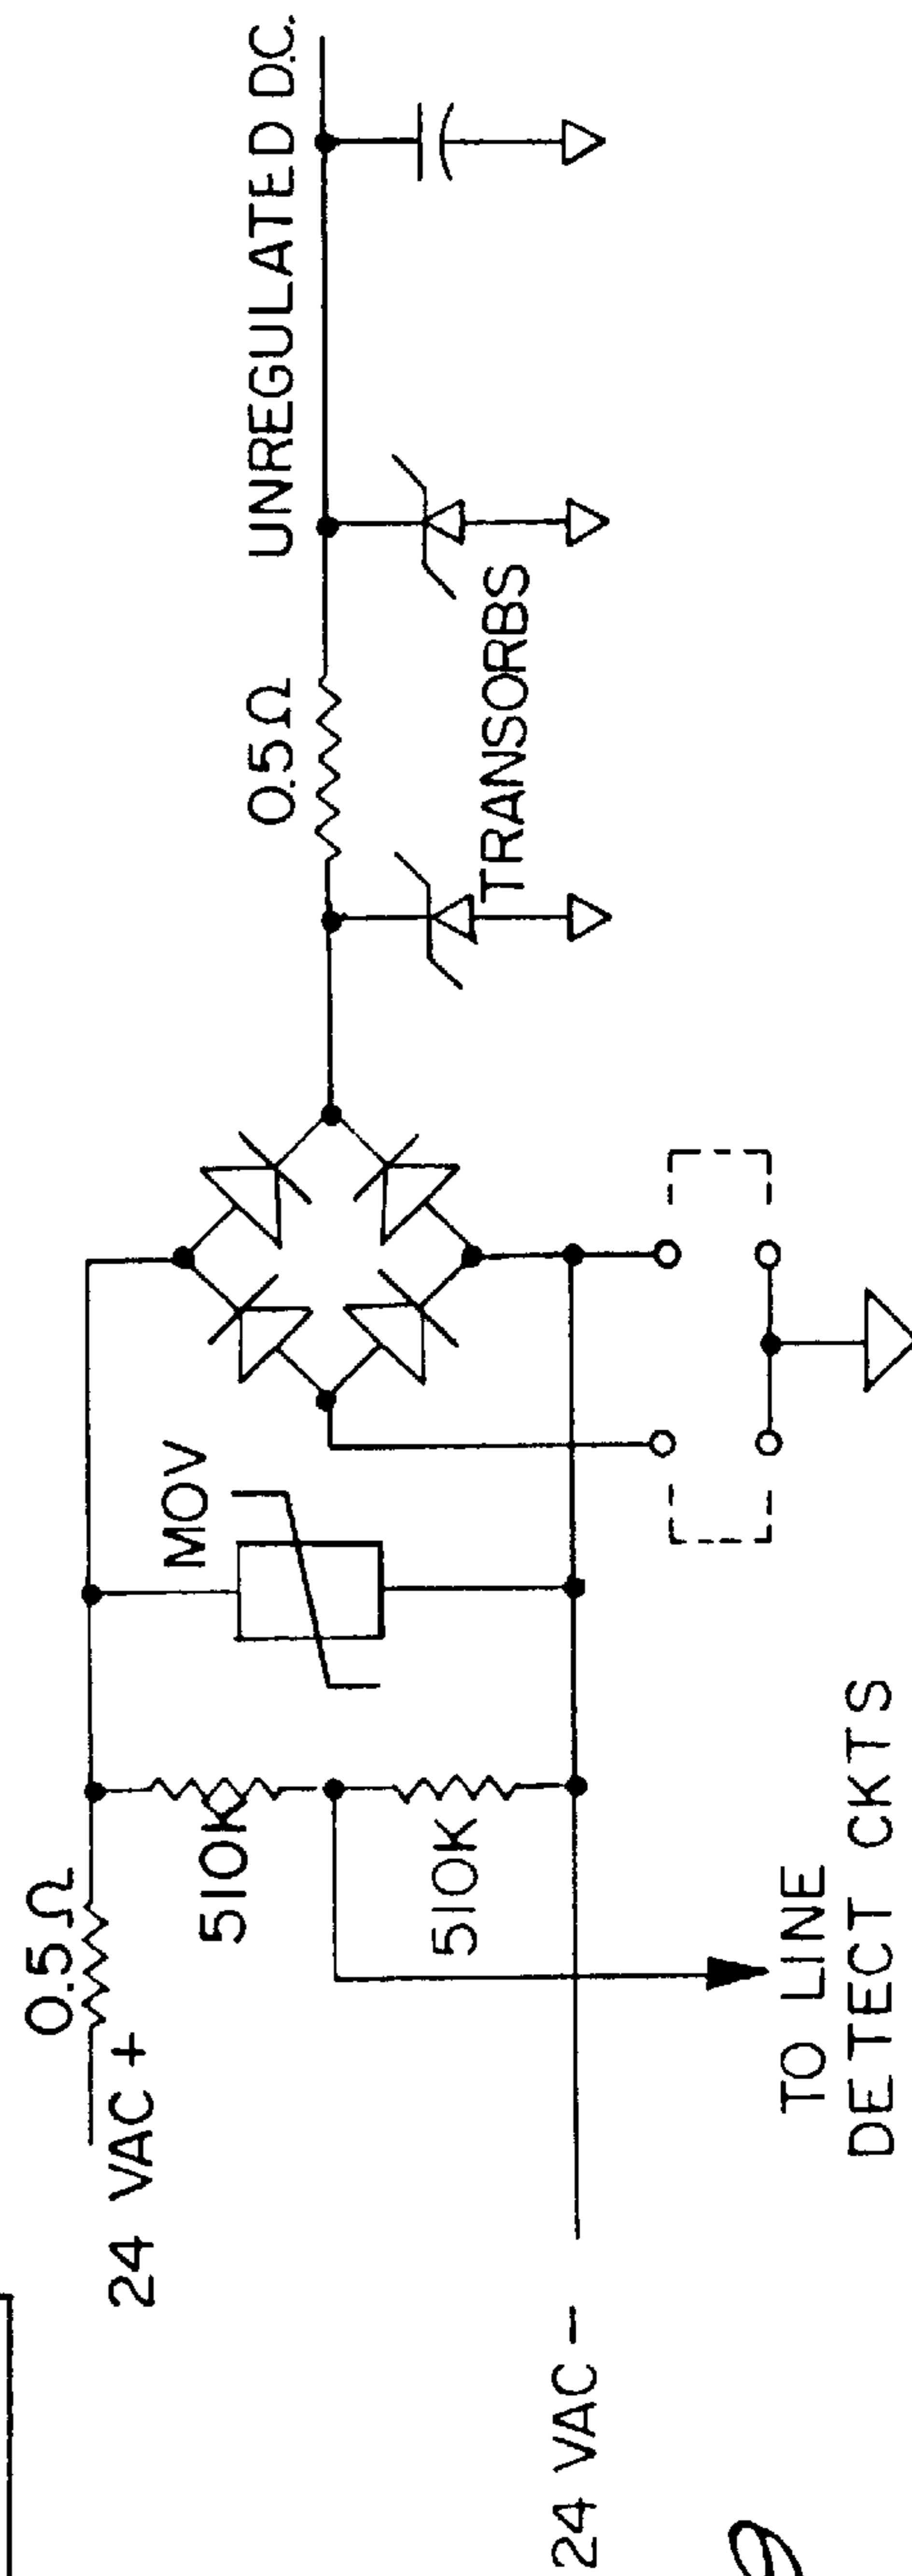 0.5Ω
24 VAC +
510K
510K
MOV
24 VAC -
TO LINE
DETECT CKTS
0.5Ω
TRANSORBS
UNREGULATED D.C.